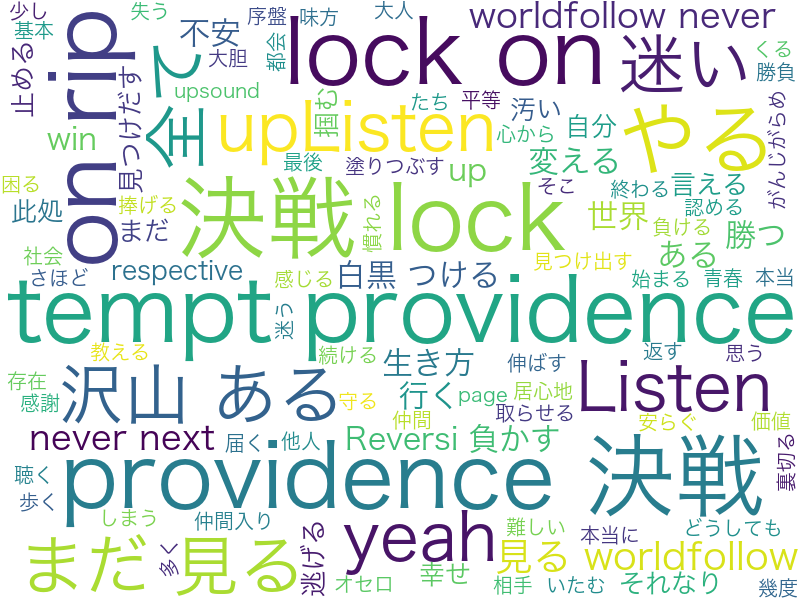 少し
失う
序盤
味方
大人
worldfollow never
基本
不安
大胆
都会
lock on
迷い
くる
勝負
止める
on rip
見つけだす
全て
upsound
掴む
たち
平等
汚い
自分
心から
やる
がんじがらめ
win
upListen
最後
塗りつぶす
up
変える
困る
捧げる
此処
まだ
決戦 lock
慣れる
そこ
終わる
言える
認める
世界
負ける
勝つ
ある
社会
さほど
respective
感じる
白黒 つける
見つけ出す
始まる
青春
本当
tempt providence
迷う
教える
続ける
生き方
伸ばす
返す
思う
存在
感謝
沢山 ある
守る
行く
page
居心地
取らせる
Listen
仲間
安らぐ
価値
never next
届く
他人
Reversi 負かす
裏切る
聴く
歩く
providence 決戦
しまう
仲間入り
yeah
難しい
本当に
どうしても
まだ 見る
多く
逃げる
オセロ
幸せ
見る worldfollow
相手
いたむ
それなり
幾度